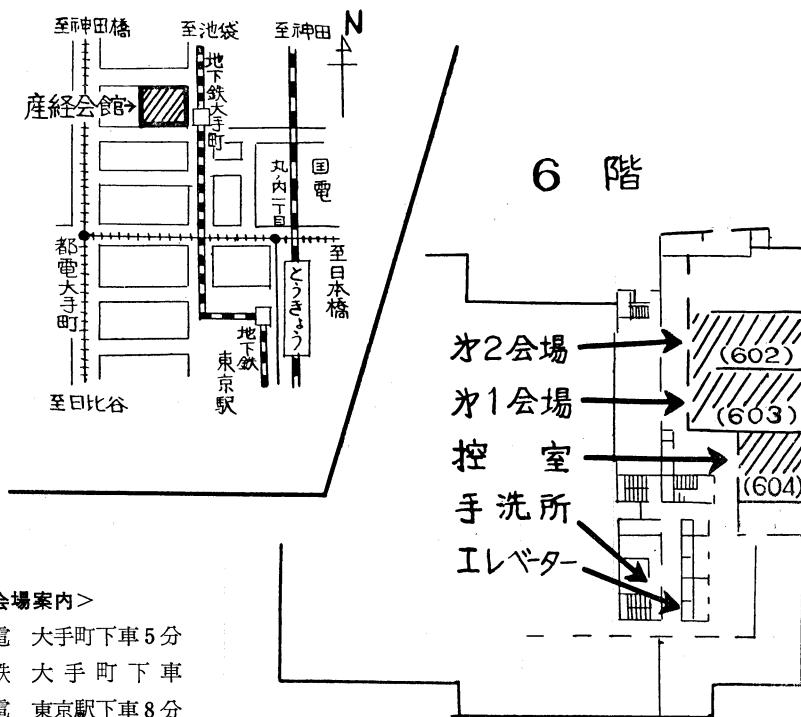 至神田橋
至池袋
至神田
N
地下鉄大手町
産経会館→
国電
丸ノ内一丁目
都電大手町
至日本橋
とうきょう
地下鉄
東京駅
至日比谷
6 階
第2会場
(602)
第1会場
(603)
控 室
(604)
手洗所
エレベーター
会場案内>
電 大手町下車5分
鉄 大手町下車
電 東京駅下車8分